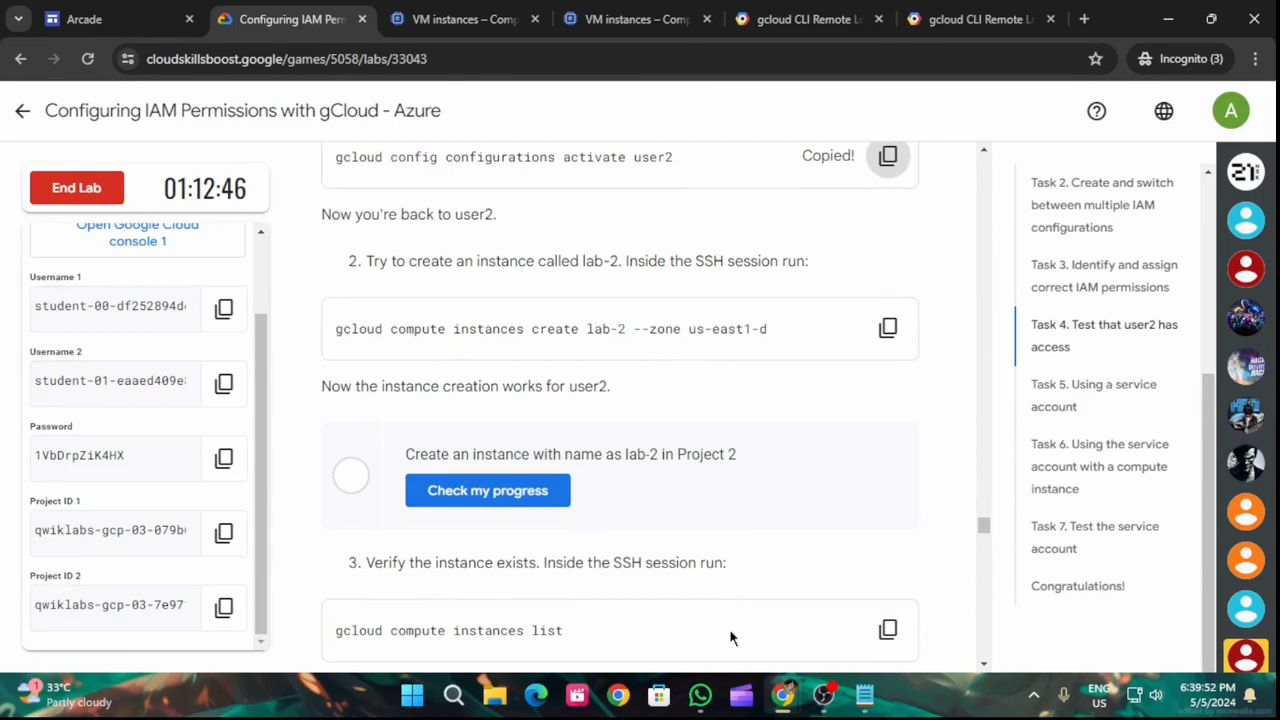 Arcade
Configuring IAM Perm
VM instances – Comp
VM instances – Comp
gcloud CLI Remote Lo
gcloud CLI Remote Lo
cloudskillsboost.google/games/5058/labs/33043
Incognito (3)
Configuring IAM Permissions with gCloud - Azure
A
End Lab
01:12:46
Open Google Cloud
console 1
Username 1
student-00-df252894d
Username 2
student-01-eaaed409e
Password
1VbDrpZiK4HX
Project ID 1
qwiklabs-gcp-03-079b
Project ID 2
qwiklabs-gcp-03-7e97
gcloud config configurations activate user2
Copied!
Now you're back to user2.
2. Try to create an instance called lab-2. Inside the SSH session run:
gcloud compute instances create lab-2 --zone us-east1-d
Now the instance creation works for user2.
Create an instance with name as lab-2 in Project 2
Check my progress
3. Verify the instance exists. Inside the SSH session run:
gcloud compute instances list
Task 2. Create and switch
between multiple IAM
configurations
Task 3. Identify and assign
correct IAM permissions
Task 4. Test that user2 has
access
Task 5. Using a service
account
Task 6. Using the service
account with a compute
instance
Task 7. Test the service
account
Congratulations!
21
1
33°C
Partly cloudy
ENG
US
6:39:52 PM
5/5/2024